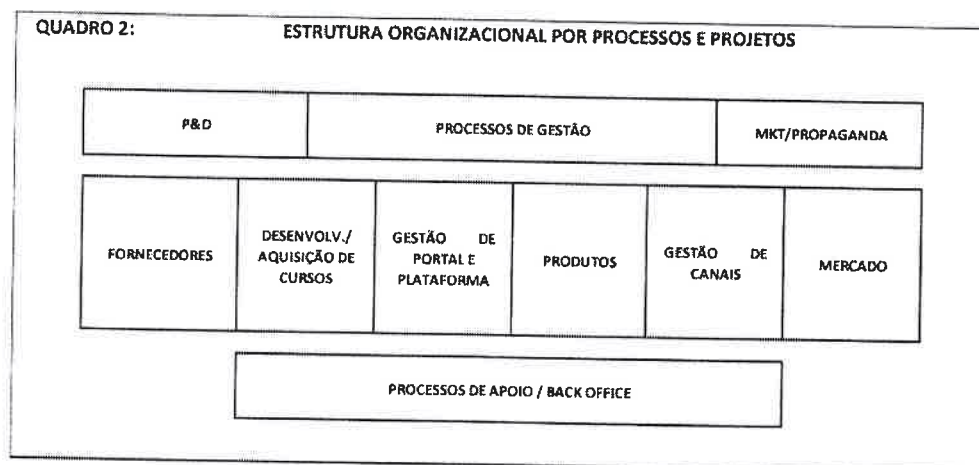 QUADRO 2: ESTRUTURA ORGANIZACIONAL POR PROCESSOS E PROJETOS
P&D
PROCESSOS DE GESTÃO
MKT/PROPAGANDA
FORNECEDORES
DESENVOLV./
AQUISIÇÃO DE
CURSOS
GESTÃO DE
PORTAL E
PLATAFORMA
PRODUTOS
GESTÃO DE
CANAIS
MERCADO
PROCESSOS DE APOIO / BACK OFFICE